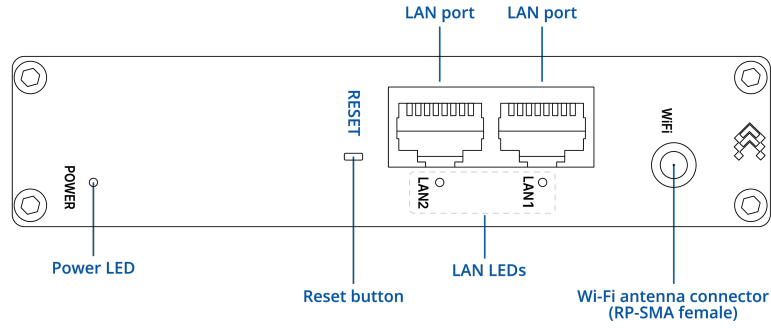 LAN port
LAN port
RESET
WiFi
POWER
LAN2
LAN1
Power LED
LAN LEDs
Reset button
Wi-Fi antenna connector
(RP-SMA female)